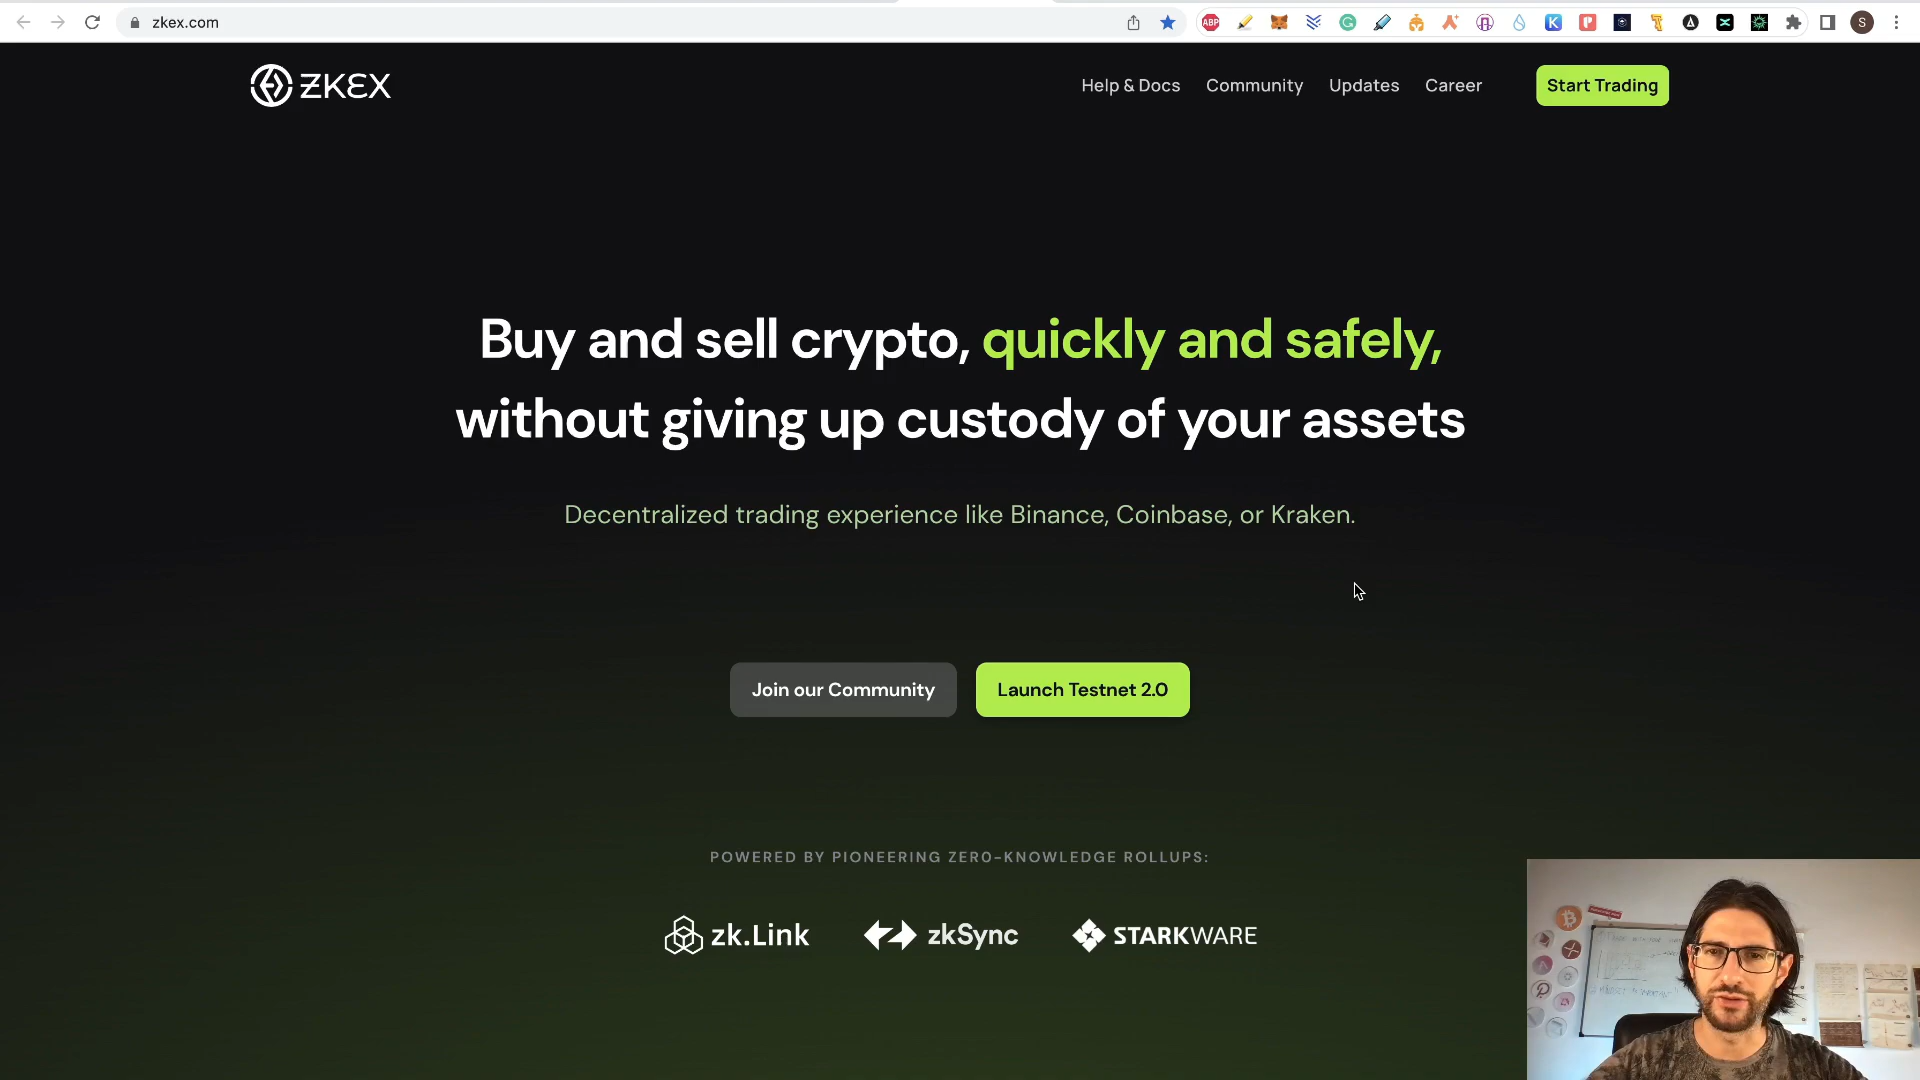 zkex.com
ABP
S
ZKEX
Help & Docs
Community
Updates
Career
Start Trading
Buy and sell crypto, quickly and safely,
without giving up custody of your assets
Decentralized trading experience like Binance, Coinbase, or Kraken.
Join our Community
Launch Testnet 2.0
POWERED BY PIONEERING ZER0-KNOWLEDGE ROLLUPS:
zk.Link
zkSync
STARKWARE